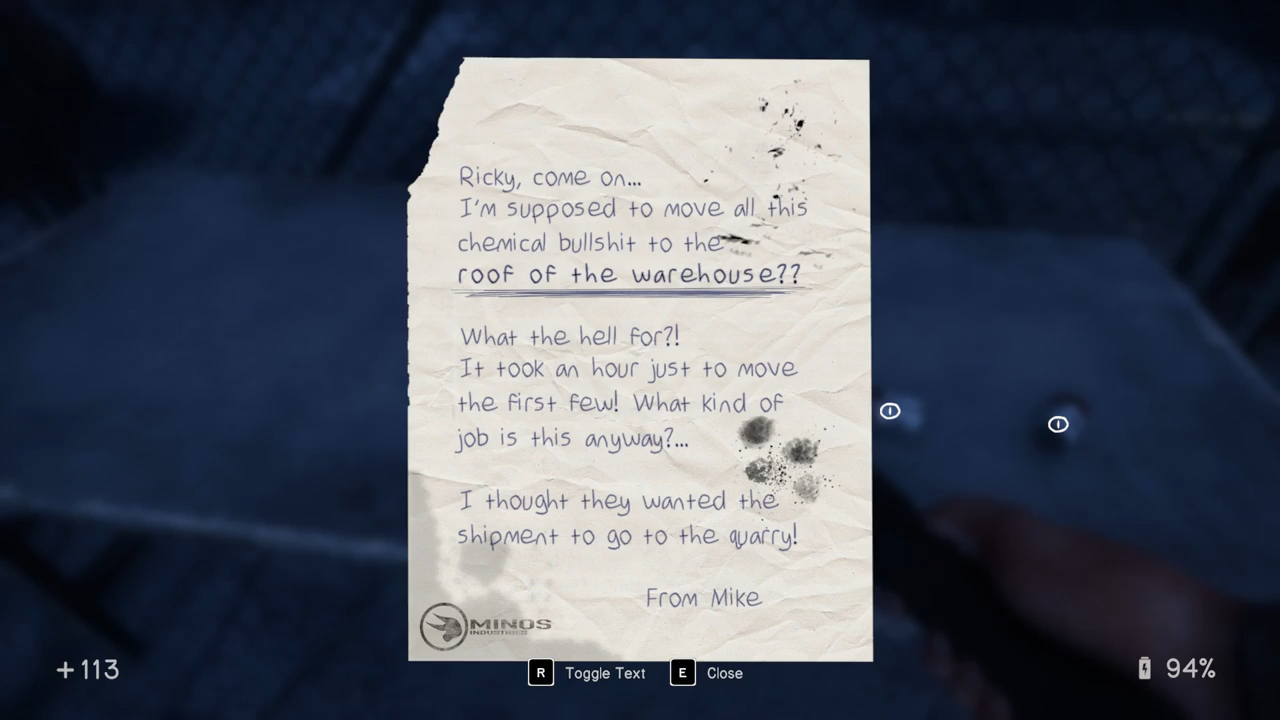 Ricky, come on...
I'm supposed to move all this
chemical bullshit to the
roof of the warehouse??
What the hell for?!
It took an hour just to move
the first few! What kind of
job is this anyway?...
I thought they wanted the
shipment to go to the quarry!
From Mike
MINOS
INDUSTRIES
+113
R Toggle Text E Close
94%